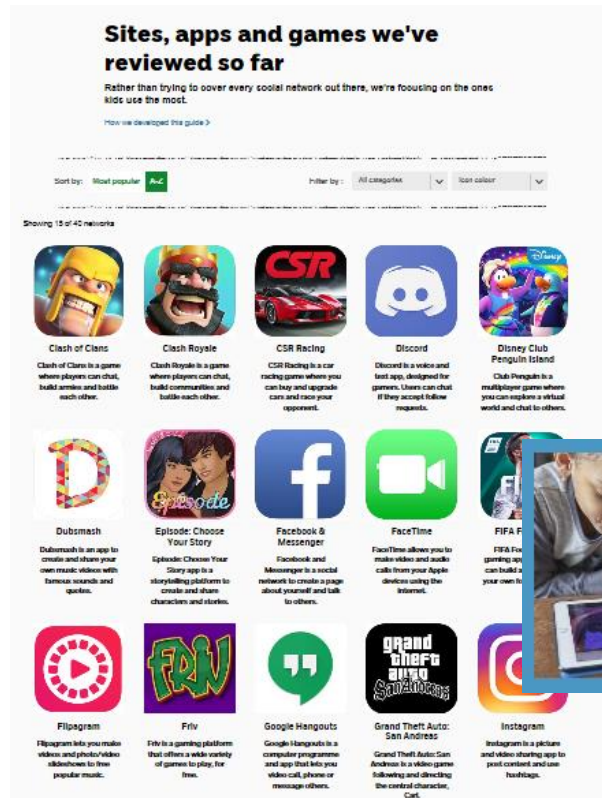 Sites, apps and games we've
reviewed so far
Rather than trying to cover every social network out there, we're focusing on the ones
kids use the most.
How we developed this guide >
Sort by: Most popular A-Z Filter by: All categories Icon colour
Showing 15 of 40 networks
CSR
Disney
Clash of Clans
Clash of Clans is a game
where players can chat,
build armies and battle
each other.
Clash Royale
Clash Royale is a game
where players can chat,
build communities and
battle each other.
CSR Racing
CSR Racing is a car
racing game where you
can buy and upgrade
cars and race your
opponent.
Discord
Discord is a voice and
text app, designed for
gamers. Users can chat
if they accept follow
requests.
Disney Club
Penguin Island
Club Penguin is a
multiplayer game where
you can explore a virtual
world and chat to others.
D
Episode
f
FIFA
Dubsmash
Dubsmash is an app to
create and share your
own music videos with
famous sounds and
quotes.
Episode: Choose
Your Story
Episode: Choose Your
Story app is a
storytelling platform to
create and share
characters and stories.
Facebook &
Messenger
Facebook and
Messenger is a social
network to create a page
about yourself and talk
to others.
FaceTime
FaceTime allows you to
make video and audio
calls from your Apple
devices using the
internet.
FIFA F
FIFA Fo
gaming app
can build a
your own fo
FRIV
grand
theft
auto
San Andreas
Flipagram
Flipagram lets you make
videos and photo/video
slideshows to free
popular music.
Friv
Friv is a gaming platform
that offers a wide variety
of games to play, for
free.
Google Hangouts
Google Hangouts is a
computer programme
and app that lets you
video call, phone or
message others.
Grand Theft Auto:
San Andreas
Grand Theft Auto: San
Andreas is a video game
following and directing
the central character,
Carl.
Instagram
Instagram is a picture
and video sharing app to
post content and use
hashtags.